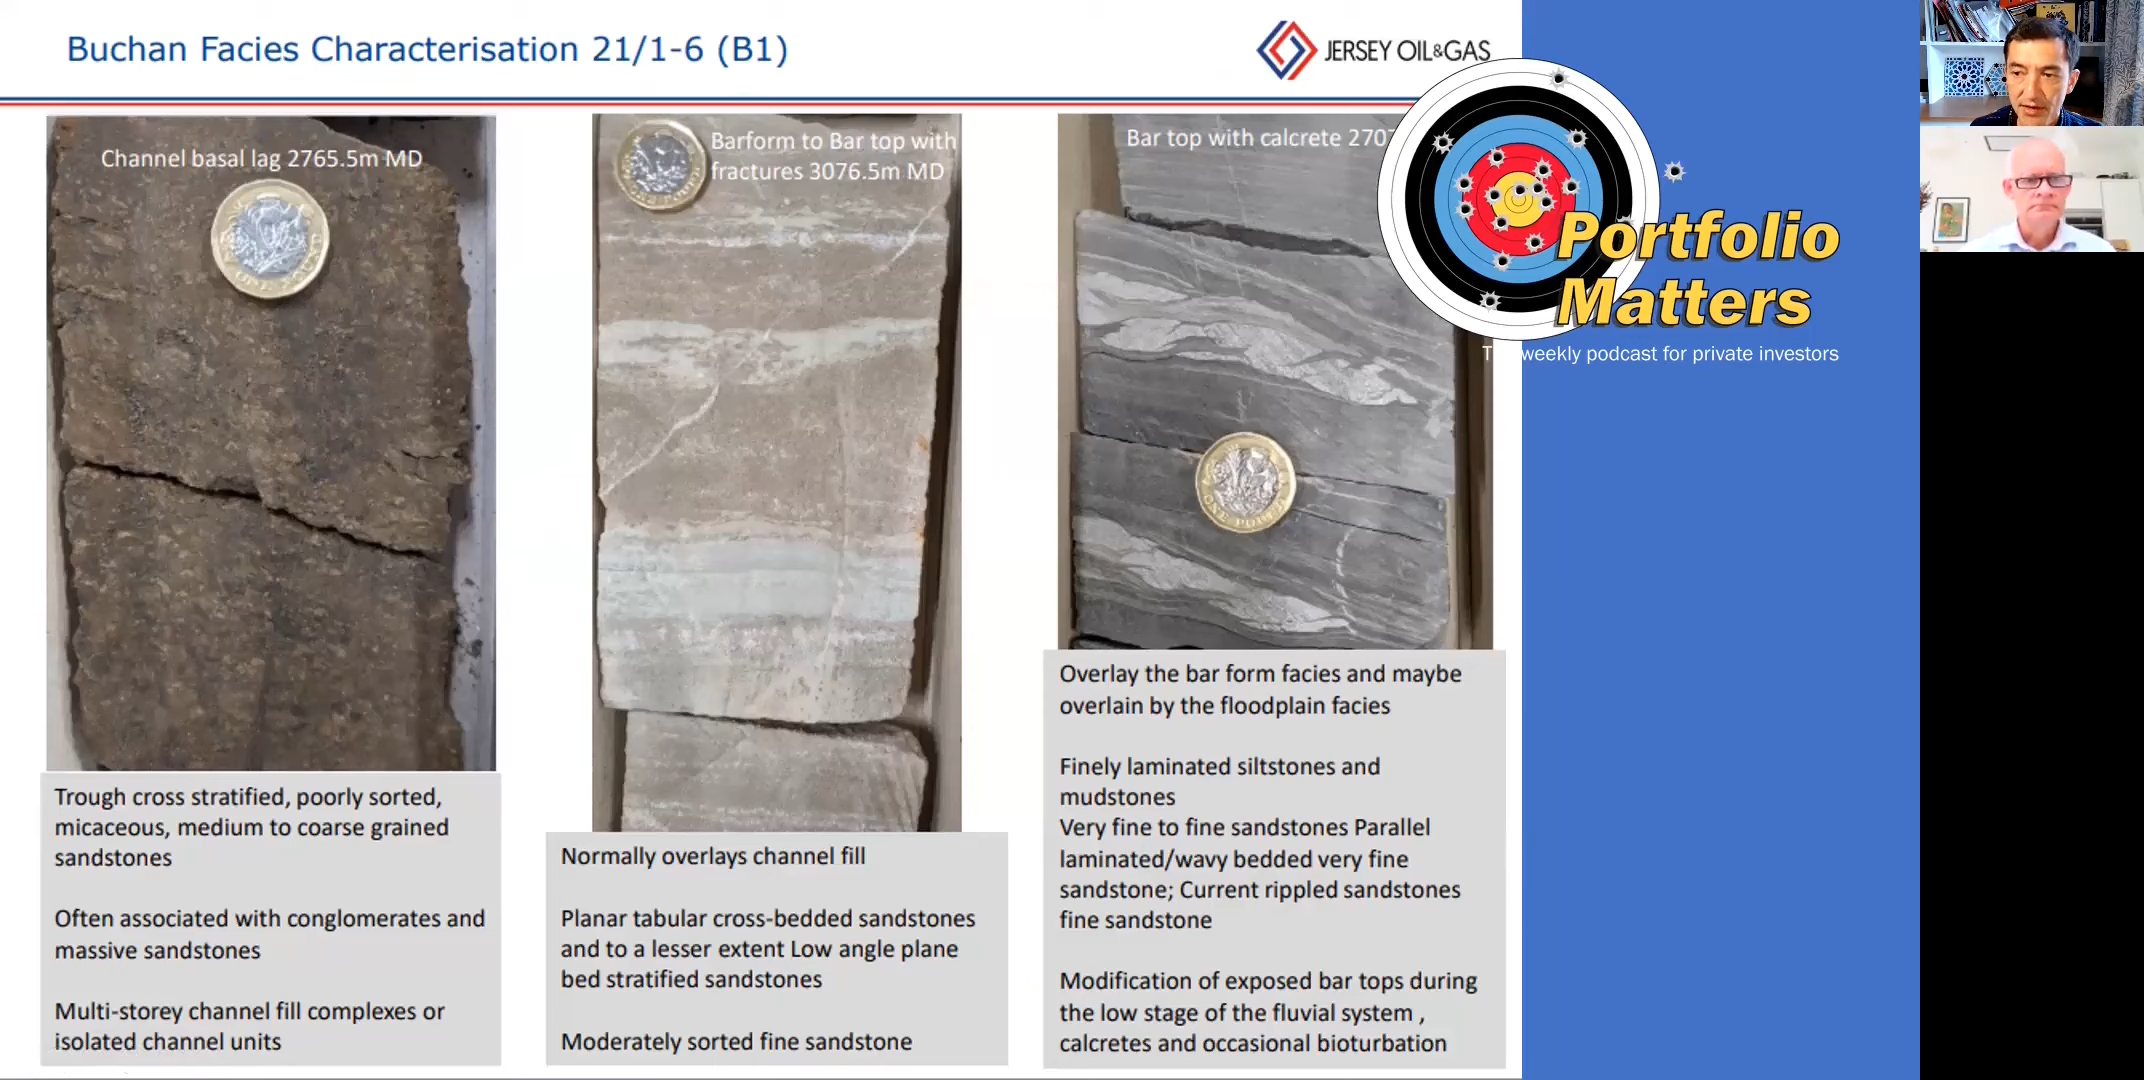 Buchan Facies Characterisation 21/1-6 (B1)
JERSEY OIL&GAS
Channel basal lag 2765.5m MD
Trough cross stratified, poorly sorted,
micaceous, medium to coarse grained
sandstones
Often associated with conglomerates and
massive sandstones
Multi-storey channel fill complexes or
isolated channel units
Barform to Bar top with
fractures 3076.5m MD
Normally overlays channel fill
Planar tabular cross-bedded sandstones
and to a lesser extent Low angle plane
bed stratified sandstones
Moderately sorted fine sandstone
Bar top with calcrete
Overlay the bar form facies and maybe
overlain by the floodplain facies
Finely laminated siltstones and
mudstones
Very fine to fine sandstones Parallel
laminated/wavy bedded very fine
sandstone; Current rippled sandstones
fine sandstone
Modification of exposed bar tops during
the low stage of the fluvial system ,
calcretes and occasional bioturbation
Portfolio
Matters
weekly podcast for private investors
ONE POUND